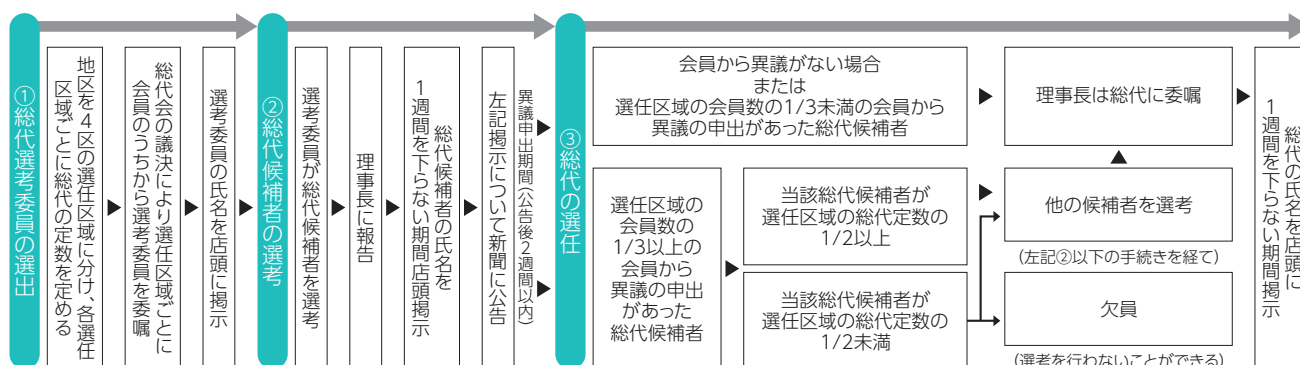 ①総代選考委員の選出
地区を4区の選任区域に分け、各選任
区域ごとに総代の定数を定める
総代会の議決により選任区域ごとに
会員のうちから選考委員を委嘱
選考委員の氏名を店頭に掲示
②総代候補者の選考
選考委員が総代候補者を選考
理事長に報告
総代候補者の氏名を
1週間を下らない期間店頭掲示
左記掲示について新聞に公告
異議申出期間(公告後2週間以内)
③総代の選任
会員から異議がない場合
または
選任区域の会員数の1/3未満の会員から
異議の申出があった総代候補者
理事長は総代に委嘱
選任区域の
会員数の
1/3以上の
会員から
異議の申出
があった
総代候補者
当該総代候補者が
選任区域の総代定数の
1/2以上
当該総代候補者が
選任区域の総代定数の
1/2未満
他の候補者を選考
(左記②以下の手続きを経て)
欠員
(選考を行わないことができる)
総代の氏名を店頭に
1週間を下らない期間掲示